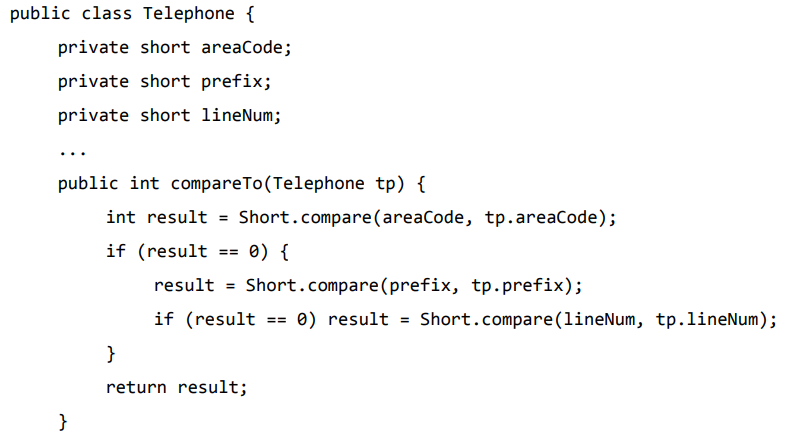 public class Telephone {
private short areaCode;
private short prefix;
private short lineNum;
...
public int compareTo(Telephone tp) {
int result = Short.compare(areaCode, tp.areaCode);
if (result == 0) {
result = Short.compare(prefix, tp.prefix);
if (result == 0) result = Short.compare(lineNum, tp.lineNum);
}
return result;
}